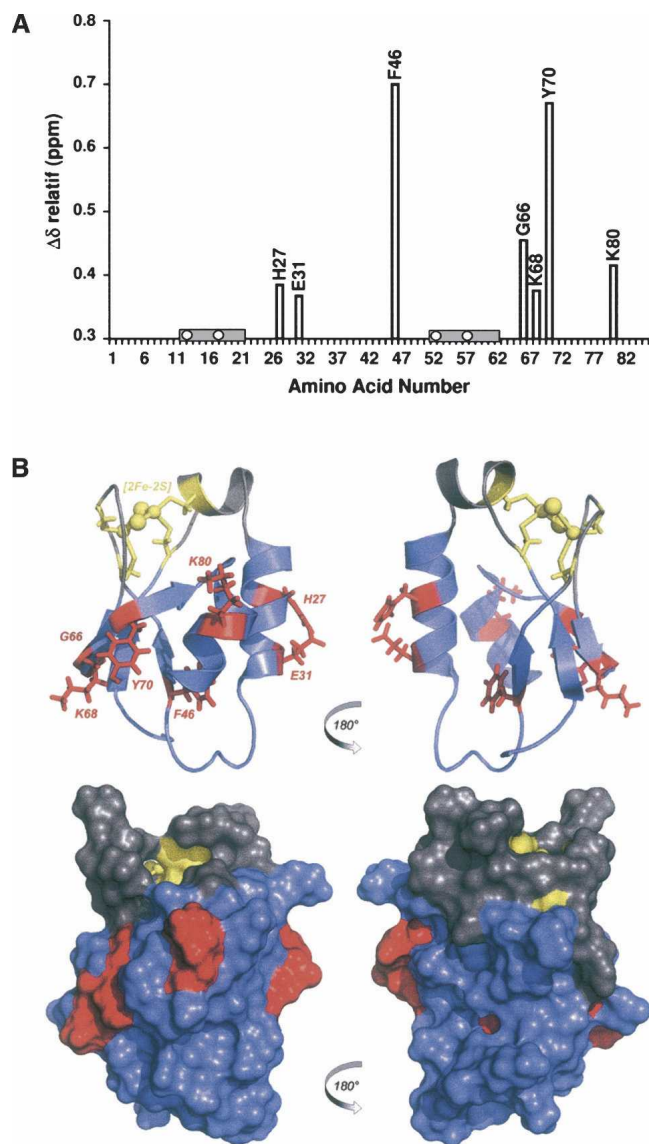 A
0.8
0.7
0.6
0.5
0.4
0.3
Δδ relatif (ppm)
H27
E31
F46
G66
K68
Y70
K80
1 6 11 16 21 26 32 37 42 47 52 57 62 67 72 77 82
Amino Acid Number
B
[2Fe-2S]
K80
H27
G66
E31
Y70
K68
F46
180°
180°